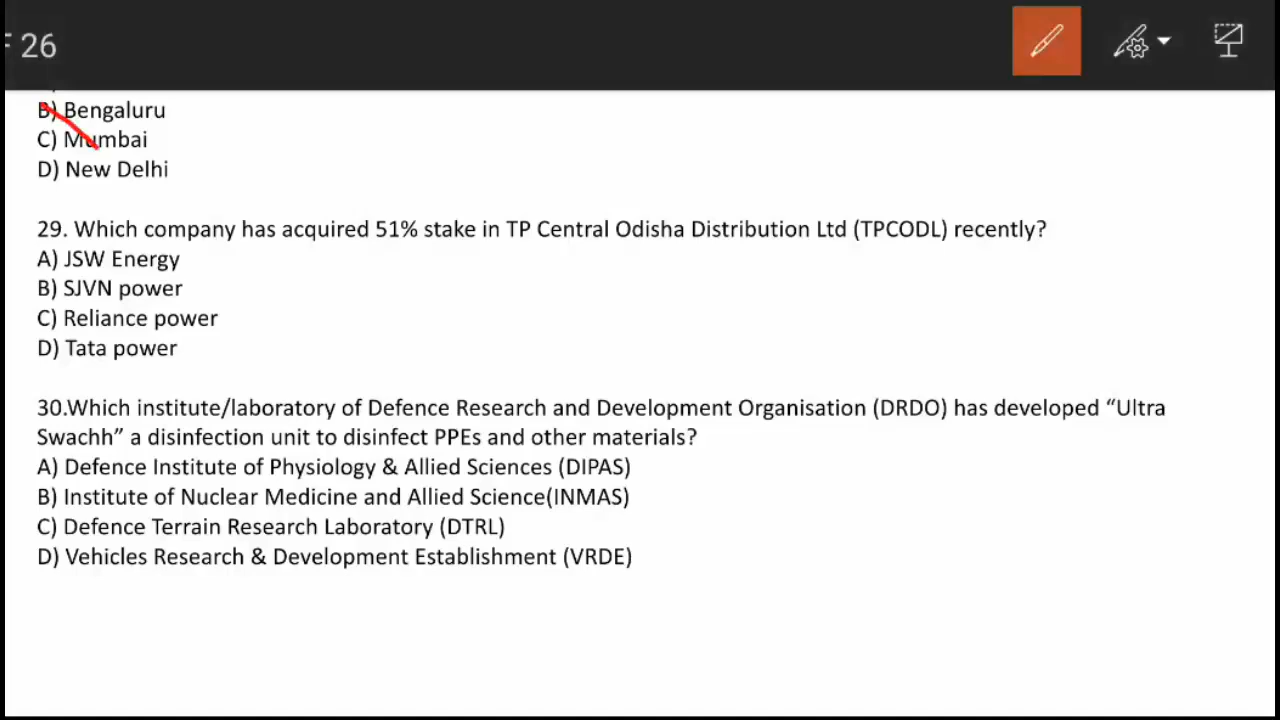 F 26
B) Bengaluru
C) Mumbai
D) New Delhi
29. Which company has acquired 51% stake in TP Central Odisha Distribution Ltd (TPCODL) recently?
A) JSW Energy
B) SJVN power
C) Reliance power
D) Tata power
30.Which institute/laboratory of Defence Research and Development Organisation (DRDO) has developed “Ultra
Swachh” a disinfection unit to disinfect PPEs and other materials?
A) Defence Institute of Physiology & Allied Sciences (DIPAS)
B) Institute of Nuclear Medicine and Allied Science(INMAS)
C) Defence Terrain Research Laboratory (DTRL)
D) Vehicles Research & Development Establishment (VRDE)